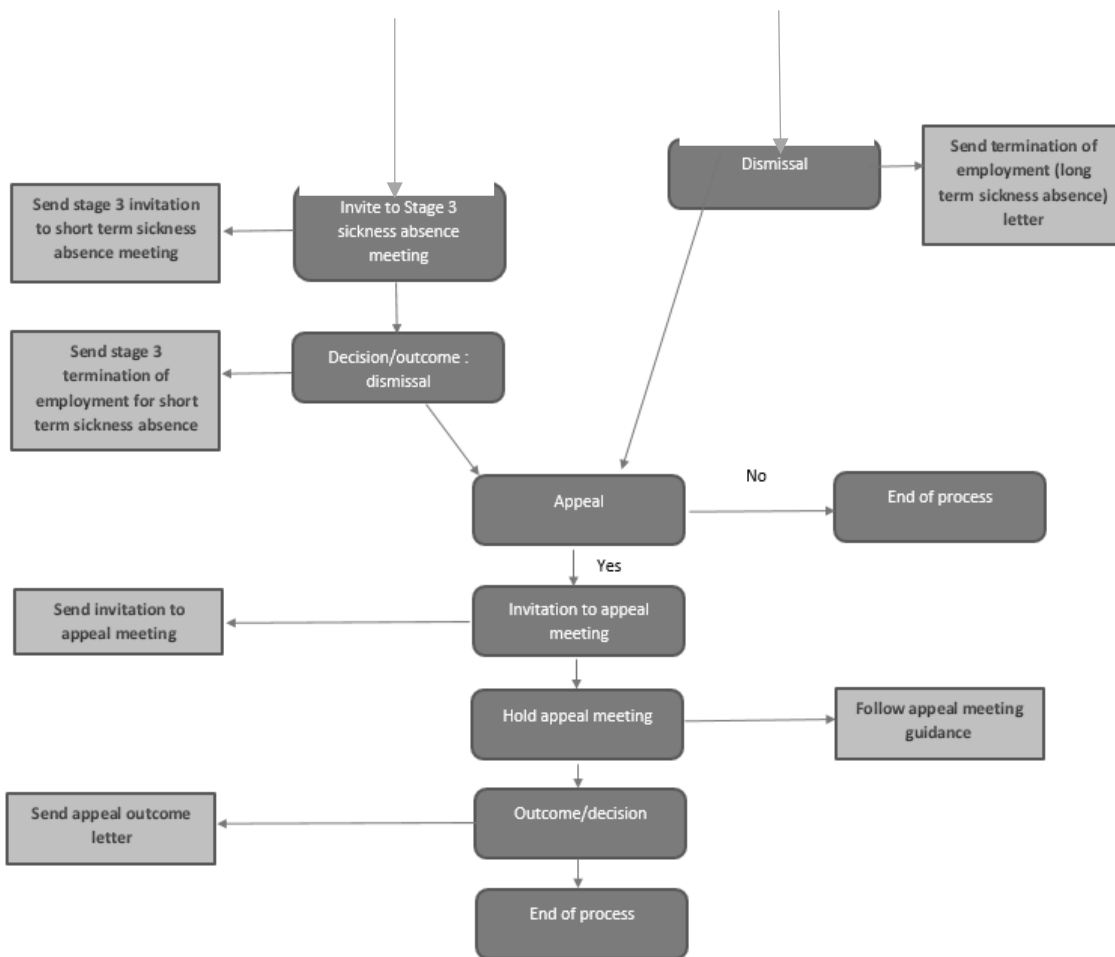 Dismissal
Send termination of
employment (long
term sickness absence)
letter
Send stage 3 invitation
to short term sickness
absence meeting
Invite to Stage 3
sickness absence
meeting
Send stage 3
termination of
employment for short
term sickness absence
Decision/outcome :
dismissal
Appeal
No
End of process
Yes
Send invitation to
appeal meeting
Invitation to appeal
meeting
Hold appeal meeting
Follow appeal meeting
guidance
Send appeal outcome
letter
Outcome/decision
End of process